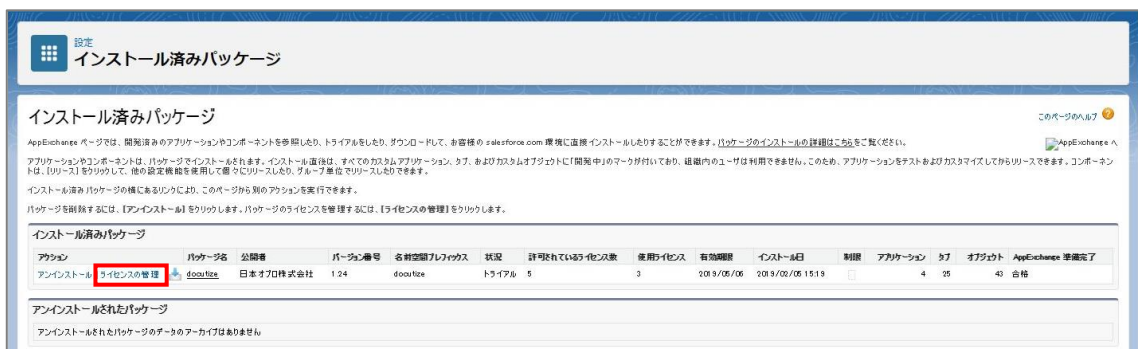 設定
インストール済みパッケージ
インストール済みパッケージ
このページのヘルプ
AppExchange ページでは、開発済みのアプリケーションやコンポーネントを参照したり、トライアルをしたり、ダウンロードして、お客様の salesforce.com 環境に直接インストールしたりすることができます。パッケージのインストールの詳細はこちらをご覧ください。
AppExchange へ
アプリケーションやコンポーネントは、パッケージでインストールされます。インストール直後は、すべてのカスタムアプリケーション、タブ、およびカスタムオブジェクトに「開発中」のマークが付いており、組織内のユーザは利用できません。このため、アプリケーションをテストおよびカスタマイズしてからリリースできます。コンポーネン
トは、[リリース] をクリックして、他の設定機能を使用して個々にリリースしたり、グループ単位でリリースしたりできます。
インストール済みパッケージの横にあるリンクにより、このページから別のアクションを実行できます。
パッケージを削除するには、[アンインストール] をクリックします。パッケージのライセンスを管理するには、[ライセンスの管理] をクリックします。
インストール済みパッケージ
アクション パッケージ名 公開者 バージョン番号 名前空間プレフィックス 状況 許可されているライセンス数 使用ライセンス 有効期限 インストール日 制限 アプリケーション タブ オブジェクト AppExchange 準備完了
アンインストール ライセンスの管理 docutize 日本オプロ株式会社 1.24 docutize トライアル 5 3 2019/05/06 2019/02/05 15:19 4 25 43 合格
アンインストールされたパッケージ
アンインストールされたパッケージのデータのアーカイブはありません